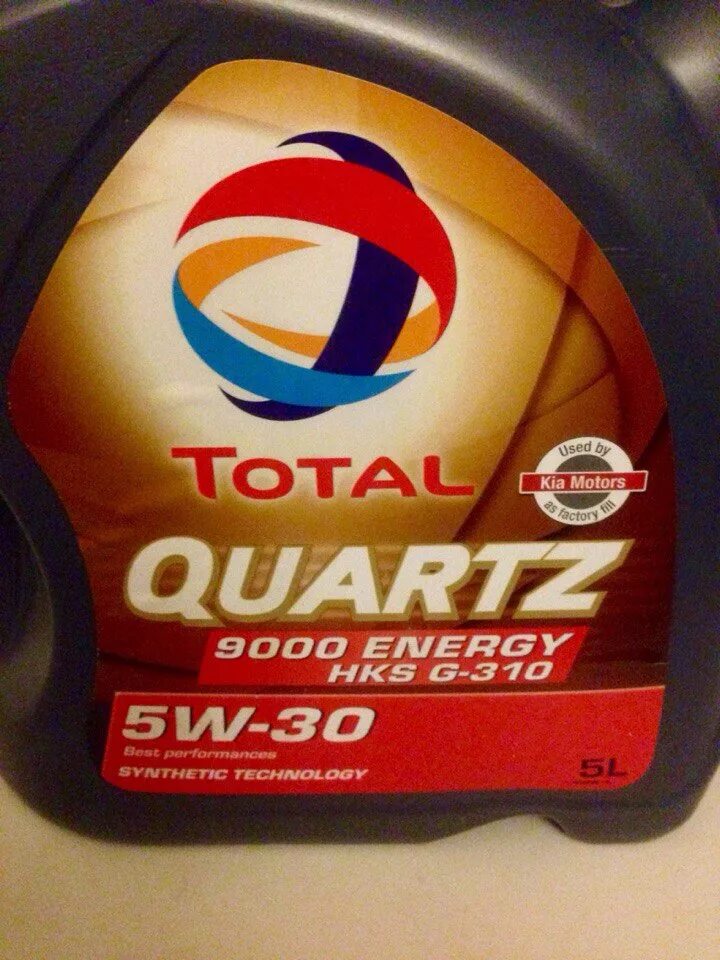 TOTAL
Used by
Kia Motors
as factory fill
QUARTZ
9000 ENERGY
HKS G-310
5W-30
Best performances
SYNTHETIC TECHNOLOGY
5L